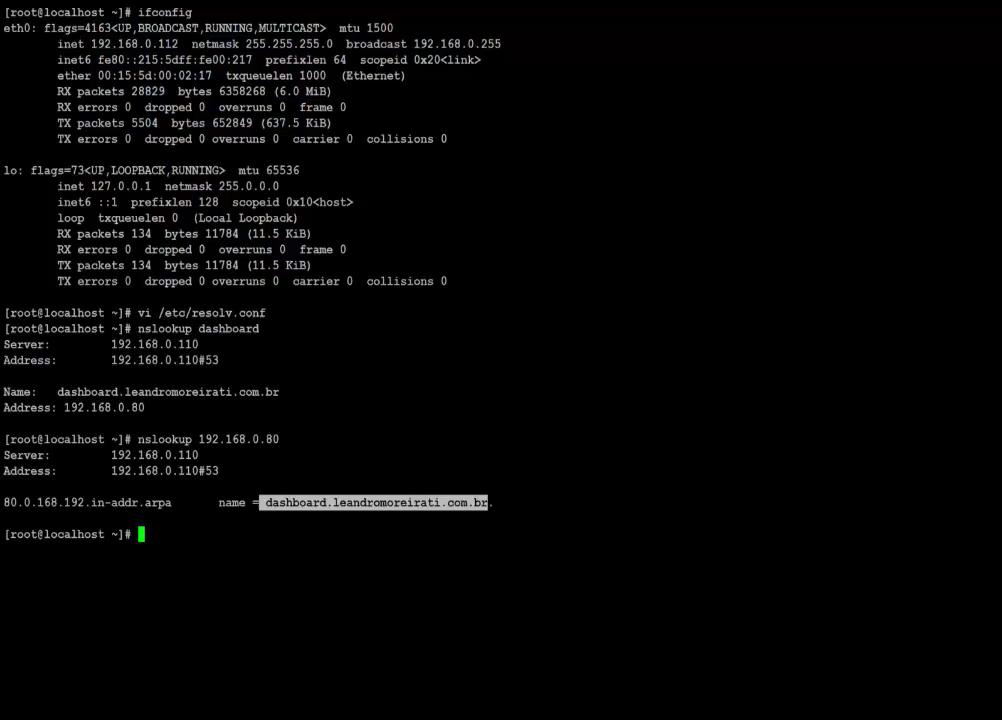 [root@localhost ~]# ifconfig
eth0: flags=4163<UP,BROADCAST,RUNNING,MULTICAST>  mtu 1500
        inet 192.168.0.112  netmask 255.255.255.0  broadcast 192.168.0.255
        inet6 fe80::215:5dff:fe00:217  prefixlen 64  scopeid 0x20<link>
        ether 00:15:5d:00:02:17  txqueuelen 1000  (Ethernet)
        RX packets 28829  bytes 6358268 (6.0 MiB)
        RX errors 0  dropped 0  overruns 0  frame 0
        TX packets 5504  bytes 652849 (637.5 KiB)
        TX errors 0  dropped 0 overruns 0  carrier 0  collisions 0
lo: flags=73<UP,LOOPBACK,RUNNING>  mtu 65536
        inet 127.0.0.1  netmask 255.0.0.0
        inet6 ::1  prefixlen 128  scopeid 0x10<host>
        loop  txqueuelen 0  (Local Loopback)
        RX packets 134  bytes 11784 (11.5 KiB)
        RX errors 0  dropped 0  overruns 0  frame 0
        TX packets 134  bytes 11784 (11.5 KiB)
        TX errors 0  dropped 0 overruns 0  carrier 0  collisions 0
[root@localhost ~]# vi /etc/resolv.conf
[root@localhost ~]# nslookup dashboard
Server:         192.168.0.110
Address:        192.168.0.110#53
Name:   dashboard.leandromoreirati.com.br
Address: 192.168.0.80
[root@localhost ~]# nslookup 192.168.0.80
Server:         192.168.0.110
Address:        192.168.0.110#53
80.0.168.192.in-addr.arpa       name = dashboard.leandromoreirati.com.br.
[root@localhost ~]#